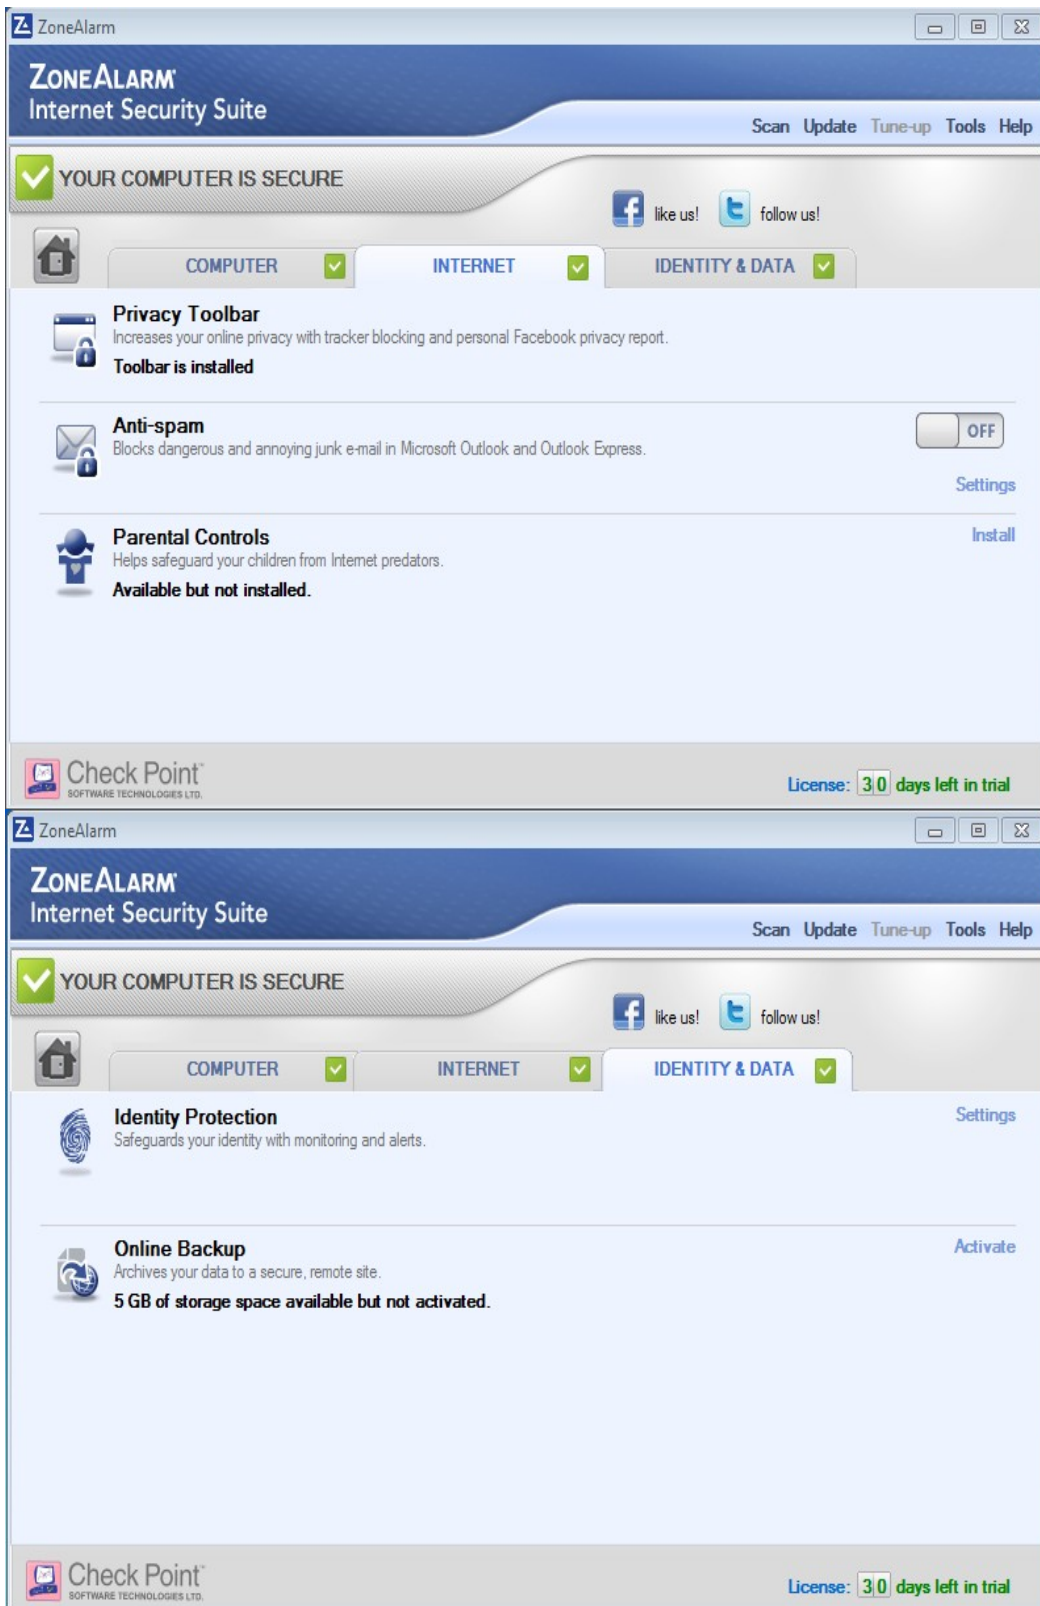 ZoneAlarm
ZONEALARM
Internet Security Suite
Scan Update Tune-up Tools Help
YOUR COMPUTER IS SECURE
like us! follow us!
COMPUTER INTERNET IDENTITY & DATA
Privacy Toolbar
Increases your online privacy with tracker blocking and personal Facebook privacy report.
Toolbar is installed
Anti-spam
OFF
Blocks dangerous and annoying junk e-mail in Microsoft Outlook and Outlook Express.
Settings
Parental Controls Install
Helps safeguard your children from Internet predators.
Available but not installed.
Check Point™
SOFTWARE TECHNOLOGIES LTD.
License: 30 days left in trial
ZoneAlarm
ZONEALARM
Internet Security Suite
Scan Update Tune-up Tools Help
YOUR COMPUTER IS SECURE
like us! follow us!
COMPUTER INTERNET IDENTITY & DATA
Identity Protection Settings
Safeguards your identity with monitoring and alerts.
Online Backup Activate
Archives your data to a secure, remote site.
5 GB of storage space available but not activated.
Check Point™
SOFTWARE TECHNOLOGIES LTD.
License: 30 days left in trial